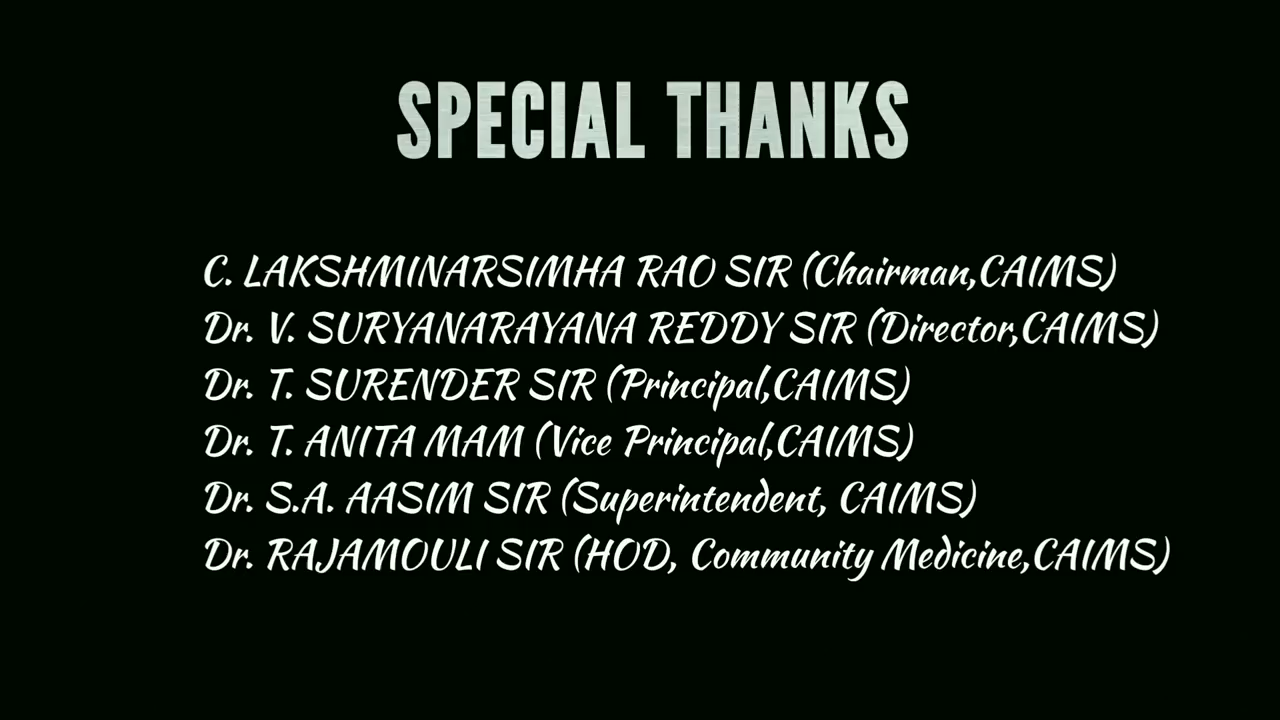 SPECIAL THANKS
C. LAKSHMINARSIMHA RAO SIR (Chairman,CAIMS)
Dr. V. SURYANARAYANA REDDY SIR (Director,CAIMS)
Dr. T. SURENDER SIR (Principal,CAIMS)
Dr. T. ANITA MAM (Vice Principal,CAIMS)
Dr. S.A. AASIM SIR (Superintendent, CAIMS)
Dr. RAJAMOULI SIR (HOD, Community Medicine,CAIMS)